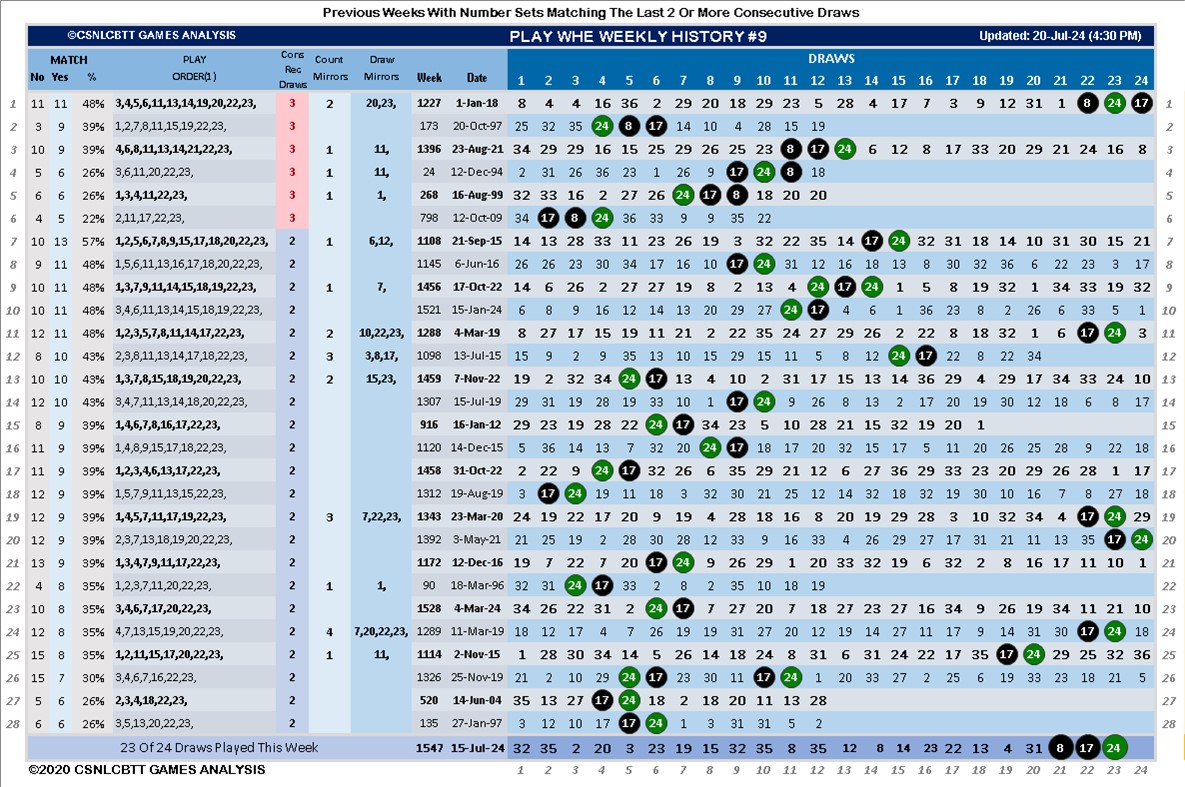 Previous Weeks With Number Sets Matching The Last 2 Or More Consecutive Draws
©CSNLCBTT GAMES ANALYSIS PLAY WHE WEEKLY HISTORY #9 Updated: 20-Jul-24 (4:30 PM)
MATCH PLAY Cons Count Draw DRAWS
No Yes % ORDER(1) Rec Draws Mirrors Mirrors Week Date 1 2 3 4 5 6 7 8 9 10 11 12 13 14 15 16 17 18 19 20 21 22 23 24
1 11 11 48% 3,4,5,6,11,13,14,19,20,22,23, 3 2 20,23, 1227 1-Jan-18 8 4 4 16 36 2 29 20 18 29 23 5 28 4 17 7 3 9 12 31 1 8 24 17 1
2 3 9 39% 1,2,7,8,11,15,19,22,23, 3 173 20-Oct-97 25 32 35 24 8 17 14 10 4 28 15 19 2
3 10 9 39% 4,6,8,11,13,14,21,22,23, 3 1 11, 1396 23-Aug-21 34 29 29 16 15 25 29 26 25 23 8 17 24 6 12 8 17 33 20 29 21 24 16 8 3
4 5 6 26% 3,6,11,20,22,23, 3 1 11, 24 12-Dec-94 2 31 26 36 23 1 26 9 17 24 8 18 4
5 6 6 26% 1,3,4,11,22,23, 3 1 1, 268 16-Aug-99 32 33 16 2 27 26 24 17 8 18 20 20 5
6 4 5 22% 2,11,17,22,23, 3 798 12-Oct-09 34 17 8 24 36 33 9 9 35 22 6
7 10 13 57% 1,2,5,6,7,8,9,15,17,18,20,22,23, 2 1 6,12, 1108 21-Sep-15 14 13 28 33 11 23 28 26 19 3 32 22 35 14 17 24 32 31 18 14 10 31 30 15 21 7
8 9 11 48% 1,5,6,11,13,16,17,18,20,22,23, 2 1145 6-Jun-16 26 26 23 30 34 17 16 10 17 24 31 12 16 18 13 8 30 32 36 6 22 23 3 17 8
9 10 11 48% 1,3,7,9,11,14,15,18,19,22,23, 2 1 7, 1456 17-Oct-22 14 6 26 2 27 27 19 8 2 13 4 24 17 24 1 5 8 19 32 1 34 33 19 32 9
10 10 11 48% 3,4,6,11,13,14,15,18,19,22,23, 2 1521 15-Jan-24 6 8 9 16 12 14 13 20 29 27 24 17 4 6 1 36 23 8 2 26 6 33 5 1 10
11 12 11 48% 1,2,3,5,7,8,11,14,17,22,23, 2 2 10,22,23, 1288 4-Mar-19 8 27 17 15 19 11 21 2 22 35 24 27 29 26 2 22 8 18 32 1 6 17 24 3 11
12 8 10 43% 2,3,8,11,13,14,17,18,22,23, 2 3 3,8,17, 1098 13-Jul-15 15 9 2 9 35 13 10 15 29 15 11 5 8 12 24 17 22 8 22 34 12
13 10 10 43% 1,3,7,8,15,18,19,20,22,23, 2 2 15,23, 1459 7-Nov-22 19 2 32 34 24 17 13 4 10 2 31 17 15 13 14 36 29 4 29 17 34 33 24 10 13
14 12 10 43% 3,4,7,11,13,14,18,20,22,23, 2 1307 15-Jul-19 29 31 19 28 19 33 10 1 17 24 9 26 8 13 2 17 20 19 30 12 18 6 8 17 14
15 8 9 39% 1,4,6,7,8,16,17,22,23, 2 916 16-Jan-12 29 23 19 28 22 24 17 34 23 5 10 28 21 15 32 19 20 1 15
16 11 9 39% 1,4,8,9,15,17,18,22,23, 2 1120 14-Dec-15 5 36 14 13 7 32 20 24 17 18 17 20 32 15 17 5 11 20 26 25 28 9 22 18 16
17 11 9 39% 1,2,3,4,6,13,17,22,23, 2 1458 31-Oct-22 2 22 9 24 17 32 26 6 35 29 21 12 6 27 36 29 33 23 20 29 26 28 1 17 17
18 12 9 39% 1,5,7,9,11,13,15,22,23, 2 1312 19-Aug-19 3 17 24 19 11 18 3 32 30 21 25 12 14 32 18 32 19 30 10 16 7 8 27 18 18
19 12 9 39% 1,4,5,7,11,17,19,22,23, 2 3 7,22,23, 1343 23-Mar-20 24 19 22 17 20 9 19 4 28 18 16 8 20 19 29 28 3 10 32 34 4 17 24 29 19
20 12 9 39% 2,3,7,13,18,19,20,22,23, 2 1392 3-May-21 21 25 19 2 28 30 28 12 33 9 16 33 4 26 29 27 17 31 21 11 13 35 17 24 20
21 13 9 39% 1,3,4,7,9,11,17,22,23, 2 1172 12-Dec-16 19 7 22 7 20 17 24 9 26 29 1 20 33 32 19 16 32 2 8 16 17 11 10 1 21
22 4 8 35% 1,2,3,7,11,20,22,23, 2 1 1, 90 18-Mar-96 32 31 24 17 33 2 8 2 35 10 18 19 22
23 10 8 35% 3,4,6,7,17,20,22,23, 2 1528 4-Mar-24 34 26 22 31 2 24 17 7 27 20 7 18 27 23 27 16 34 9 26 19 34 11 21 10 23
24 12 8 35% 4,7,13,15,19,20,22,23, 2 4 7,20,22,23, 1289 11-Mar-19 18 12 17 4 7 26 19 19 31 27 20 12 19 14 27 11 17 9 14 31 30 17 24 18 24
25 15 8 35% 1,2,11,15,17,20,22,23, 2 1 11, 1114 2-Nov-15 1 28 30 34 14 5 26 14 18 24 8 31 6 31 24 22 17 35 17 24 29 25 32 36 25
26 15 7 30% 3,4,6,7,16,22,23, 2 1326 25-Nov-19 21 2 10 29 24 17 23 30 11 17 24 1 20 33 27 2 25 6 19 33 23 18 21 5 26
27 5 6 26% 2,3,4,18,22,23, 2 520 14-Jun-04 35 13 27 17 24 18 2 18 20 11 13 28 27
28 6 6 26% 3,5,13,20,22,23, 2 135 27-Jan-97 3 12 10 17 17 24 1 3 31 31 5 2 28
23 Of 24 Draws Played This Week 1547 15-Jul-24 32 35 2 20 3 23 19 15 32 35 8 35 12 8 14 23 22 13 4 31 8 17 24
©2020 CSNLCBTT GAMES ANALYSIS 1 2 3 4 5 6 7 8 9 10 11 12 13 14 15 16 17 18 19 20 21 22 23 24